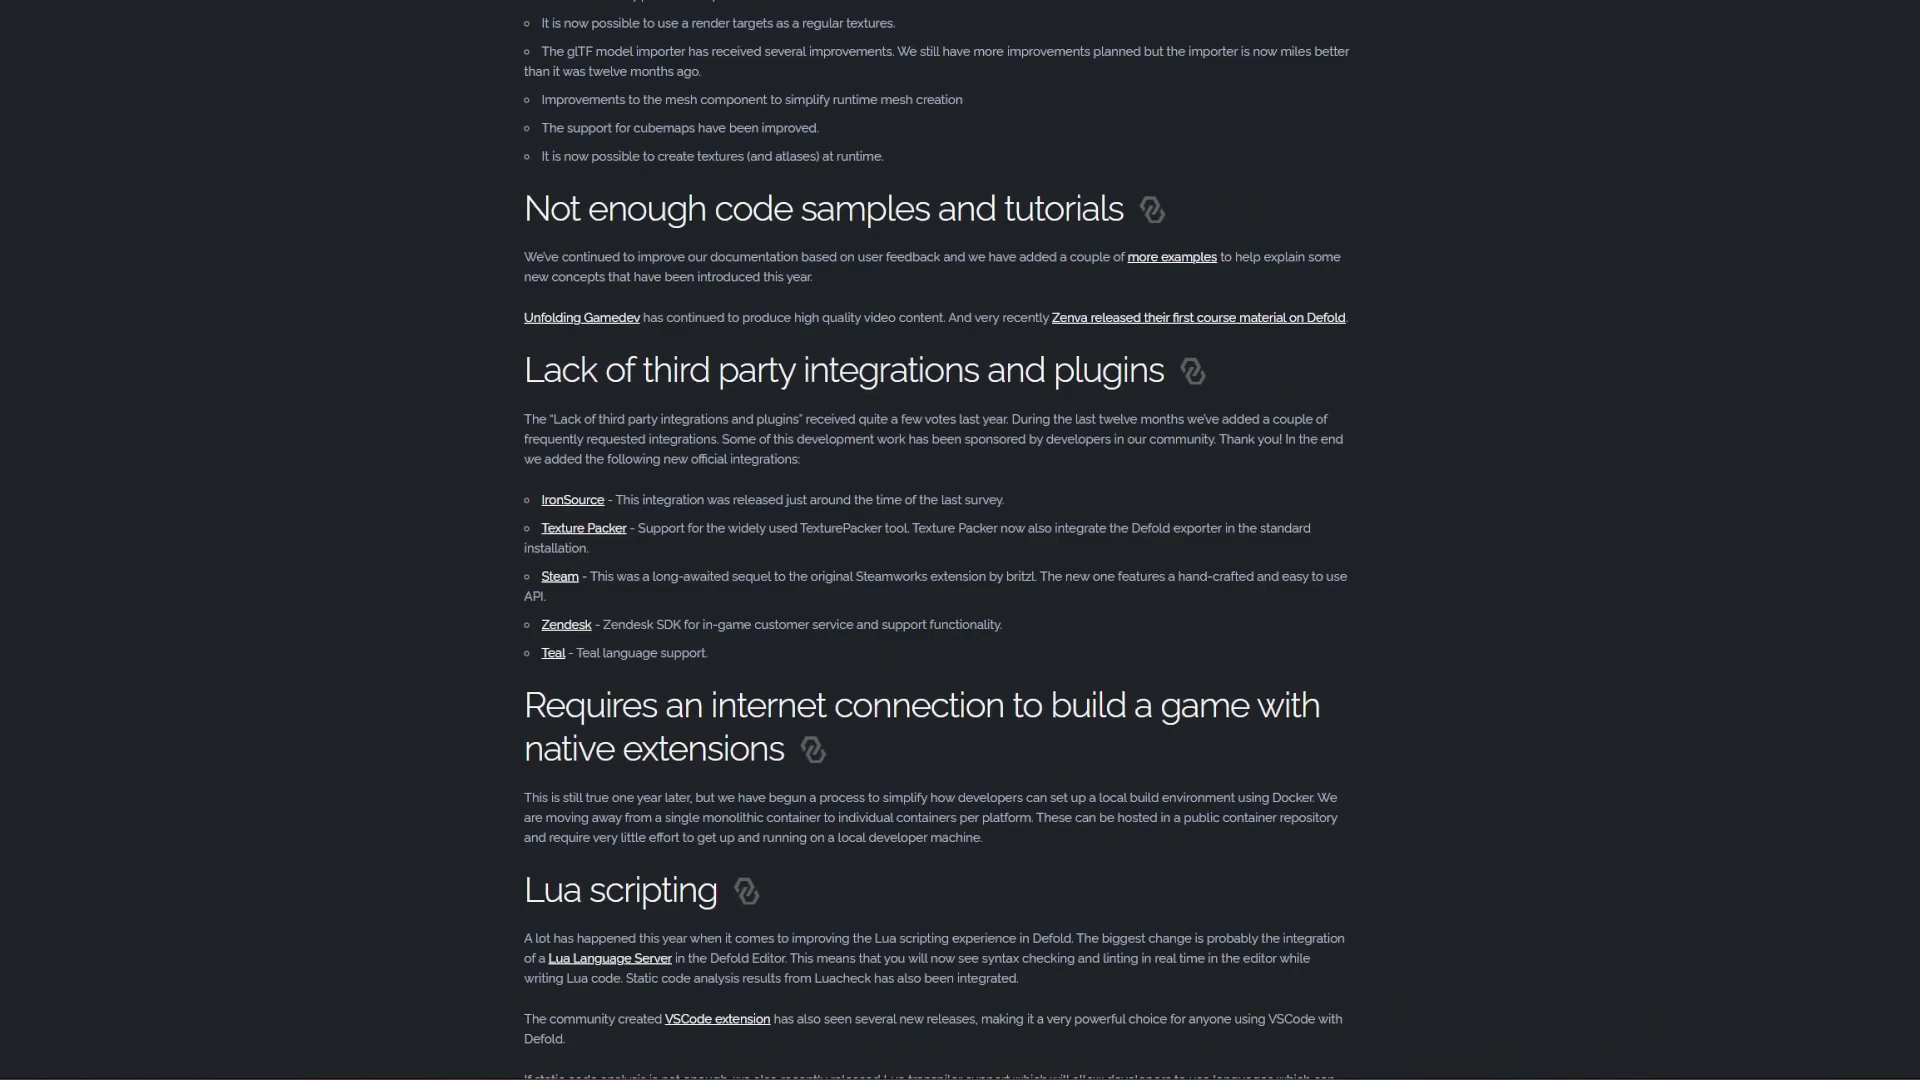 It is now possible to use a render targets as a regular textures.
The glTF model importer has received several improvements. We still have more improvements planned but the importer is now miles better
than it was twelve months ago.
Improvements to the mesh component to simplify runtime mesh creation
The support for cubemaps have been improved.
It is now possible to create textures (and atlases) at runtime.
Not enough code samples and tutorials
We've continued to improve our documentation based on user feedback and we have added a couple of more examples to help explain some
new concepts that have been introduced this year.
Unfolding Gamedev has continued to produce high quality video content. And very recently Zenva released their first course material on Defold.
Lack of third party integrations and plugins
The “Lack of third party integrations and plugins” received quite a few votes last year. During the last twelve months we've added a couple of
frequently requested integrations. Some of this development work has been sponsored by developers in our community. Thank you! In the end
we added the following new official integrations:
IronSource - This integration was released just around the time of the last survey.
Texture Packer - Support for the widely used TexturePacker tool. Texture Packer now also integrate the Defold exporter in the standard
installation.
Steam - This was a long-awaited sequel to the original Steamworks extension by britzl. The new one features a hand-crafted and easy to use
API.
Zendesk - Zendesk SDK for in-game customer service and support functionality.
Teal - Teal language support.
Requires an internet connection to build a game with
native extensions
This is still true one year later, but we have begun a process to simplify how developers can set up a local build environment using Docker. We
are moving away from a single monolithic container to individual containers per platform. These can be hosted in a public container repository
and require very little effort to get up and running on a local developer machine.
Lua scripting
A lot has happened this year when it comes to improving the Lua scripting experience in Defold. The biggest change is probably the integration
of a Lua Language Server in the Defold Editor. This means that you will now see syntax checking and linting in real time in the editor while
writing Lua code. Static code analysis results from Luacheck has also been integrated.
The community created VSCode extension has also seen several new releases, making it a very powerful choice for anyone using VSCode with
Defold.